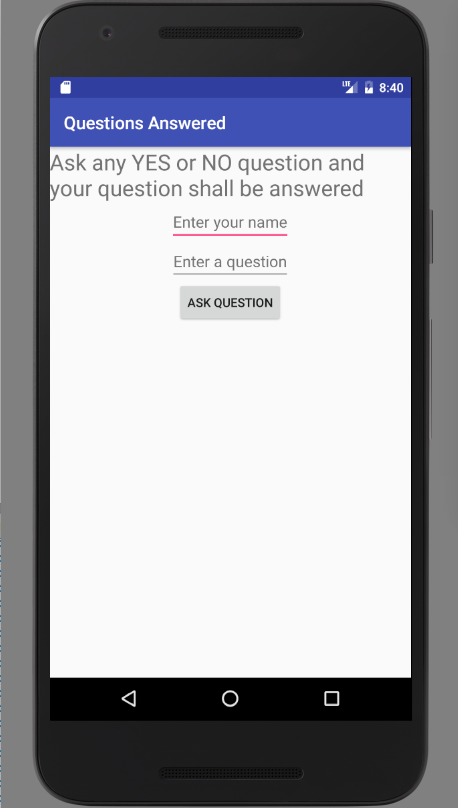 LTE 8:40
Questions Answered
Ask any YES or NO question and
your question shall be answered
Enter your name
Enter a question
ASK QUESTION